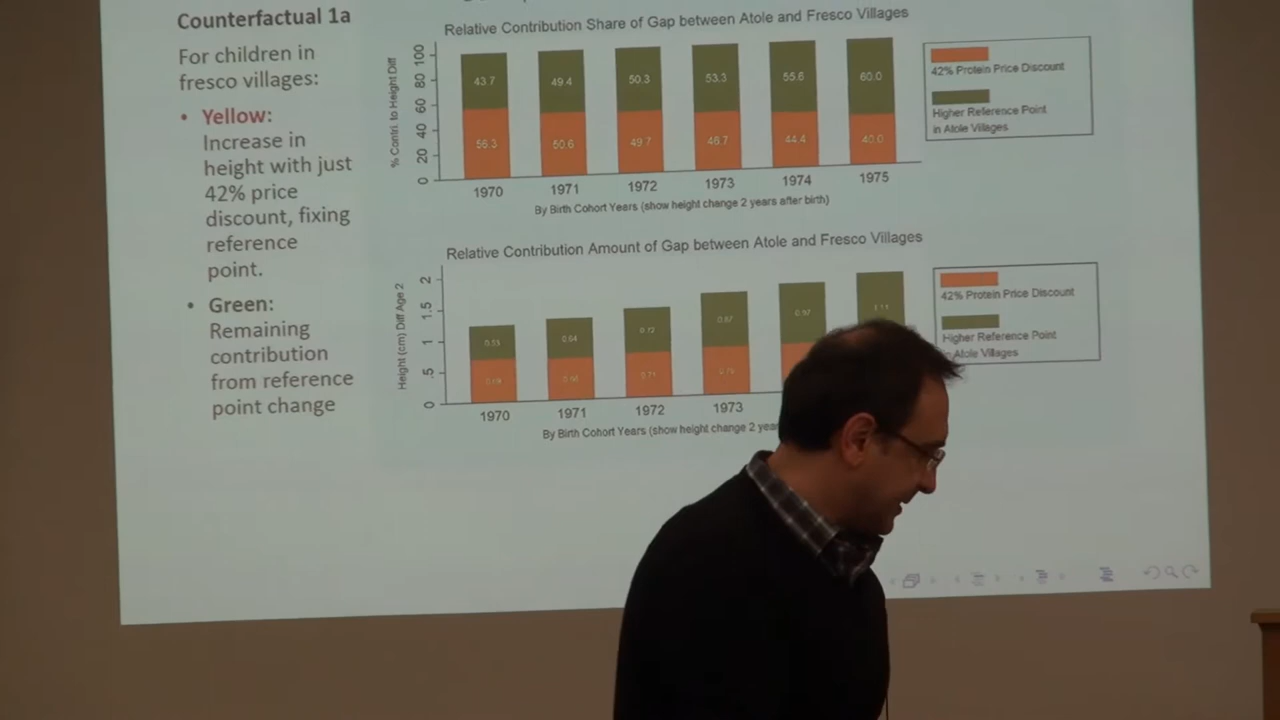 Counterfactual 1a
For children in
fresco villages:
• Yellow:
Increase in
height with just
42% price
discount, fixing
reference
point.
• Green:
Remaining
contribution
from reference
point change
Relative Contribution Share of Gap between Atole and Fresco Villages
% Contri. to Height Diff
0 20 40 60 80 100
43.7 49.4 50.3 53.3 55.6 60.0
56.3 50.6 49.7 46.7 44.4 40.0
1970 1971 1972 1973 1974 1975
By Birth Cohort Years (show height change 2 years after birth)
42% Protein Price Discount
Higher Reference Point
in Atole Villages
Relative Contribution Amount of Gap between Atole and Fresco Villages
Height (cm) Diff Age 2
0 .5 1 1.5 2
0.64 0.87 0.97
1970 1971 1972 1973
By Birth Cohort Years (show height change 2 year
42% Protein Price Discount
Higher Reference Point
Atole Villages